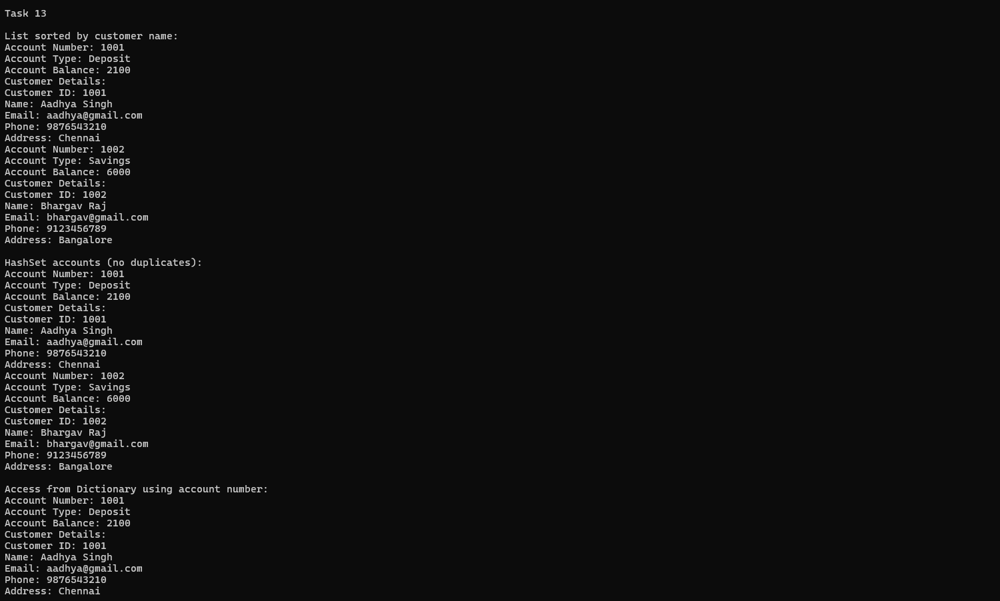 Task 13
List sorted by customer name:
Account Number: 1001
Account Type: Deposit
Account Balance: 2100
Customer Details:
Customer ID: 1001
Name: Aadhya Singh
Email: aadhya@gmail.com
Phone: 9876543210
Address: Chennai
Account Number: 1002
Account Type: Savings
Account Balance: 6000
Customer Details:
Customer ID: 1002
Name: Bhargav Raj
Email: bhargav@gmail.com
Phone: 9123456789
Address: Bangalore
HashSet accounts (no duplicates):
Account Number: 1001
Account Type: Deposit
Account Balance: 2100
Customer Details:
Customer ID: 1001
Name: Aadhya Singh
Email: aadhya@gmail.com
Phone: 9876543210
Address: Chennai
Account Number: 1002
Account Type: Savings
Account Balance: 6000
Customer Details:
Customer ID: 1002
Name: Bhargav Raj
Email: bhargav@gmail.com
Phone: 9123456789
Address: Bangalore
Access from Dictionary using account number:
Account Number: 1001
Account Type: Deposit
Account Balance: 2100
Customer Details:
Customer ID: 1001
Name: Aadhya Singh
Email: aadhya@gmail.com
Phone: 9876543210
Address: Chennai